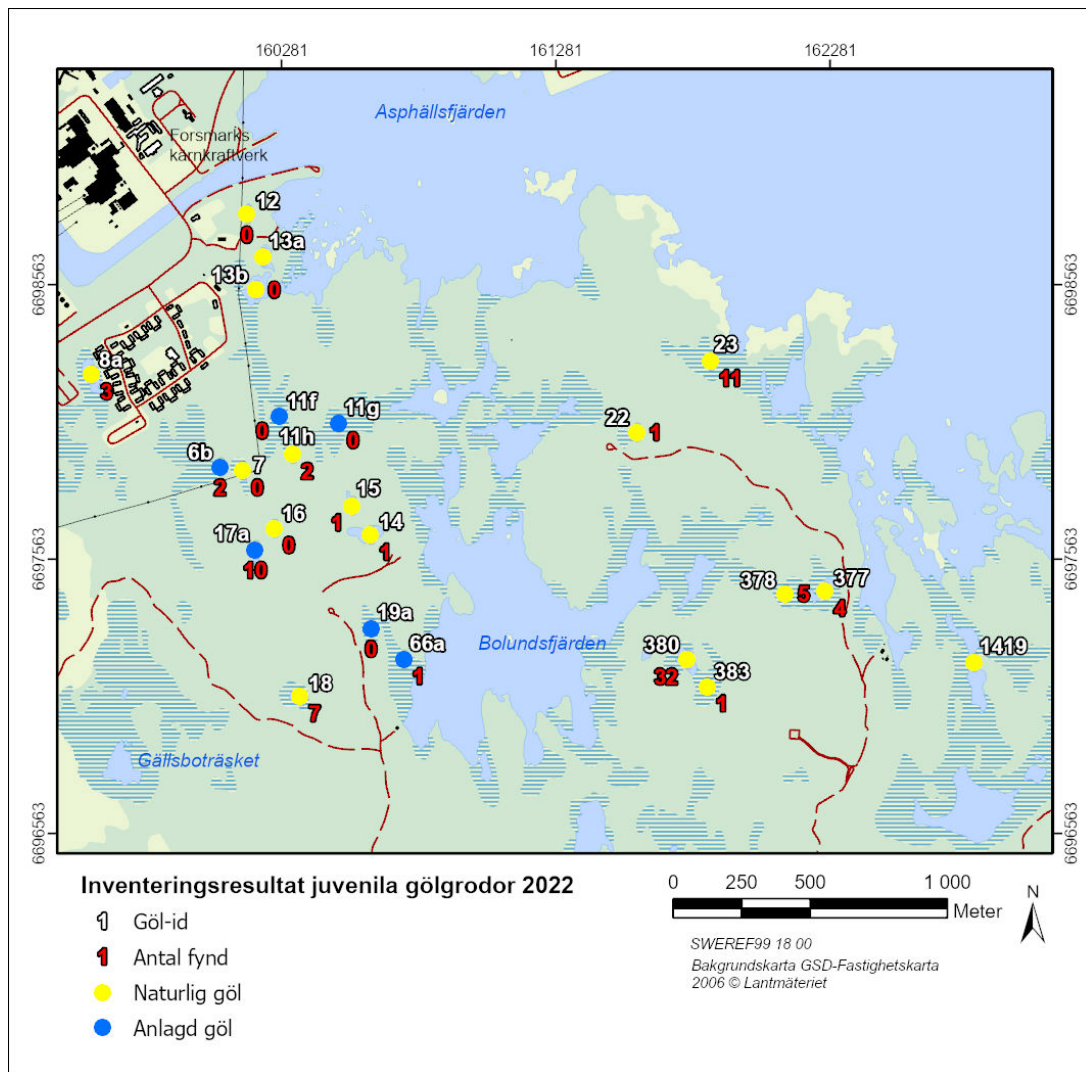 160281
161281
162281
Asphällsfjärden
Forsmarks
kärnkraftverk
12
0
13a
13b
0
6698563
6698563
8a
3
23
11
11f
0
11g
0
11h
2
22
1
6b
2
7
0
15
1
14
1
16
0
17a
10
6697563
6697563
378
5
377
4
19a
0
66a
1
Bolundsfjärden
380
32
383
1
1419
18
7
Gällsboträsket
6696563
6696563
Inventeringsresultat juvenila gölgrodor 2022
1 Göl-id
1 Antal fynd
Naturlig göl
Anlagd göl
0 250 500 1 000
Meter
N
SWEREF99 18 00
Bakgrundskarta GSD-Fastighetskarta
2006 © Lantmäteriet